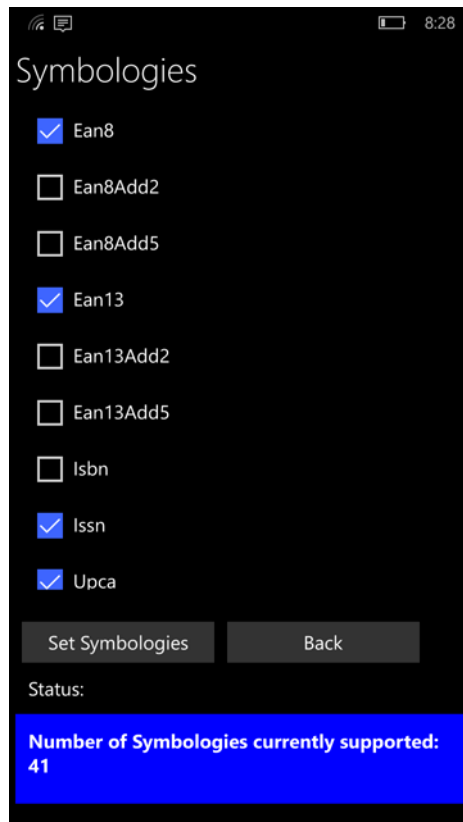 8:28
Symbologies
Ean8
Ean8Add2
Ean8Add5
Ean13
Ean13Add2
Ean13Add5
Isbn
Issn
Upca
Set Symbologies
Back
Status:
Number of Symbologies currently supported:
41